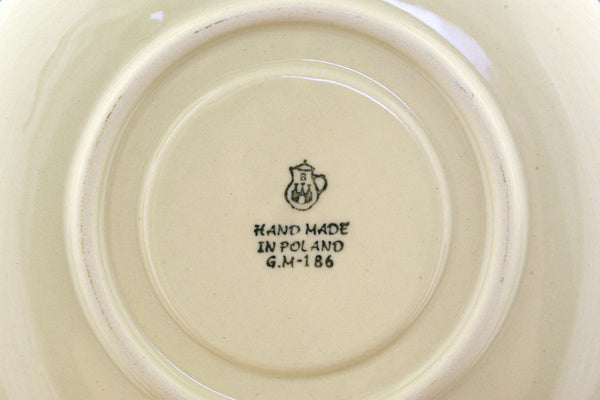 B
HAND MADE
IN POLAND
G.M-186